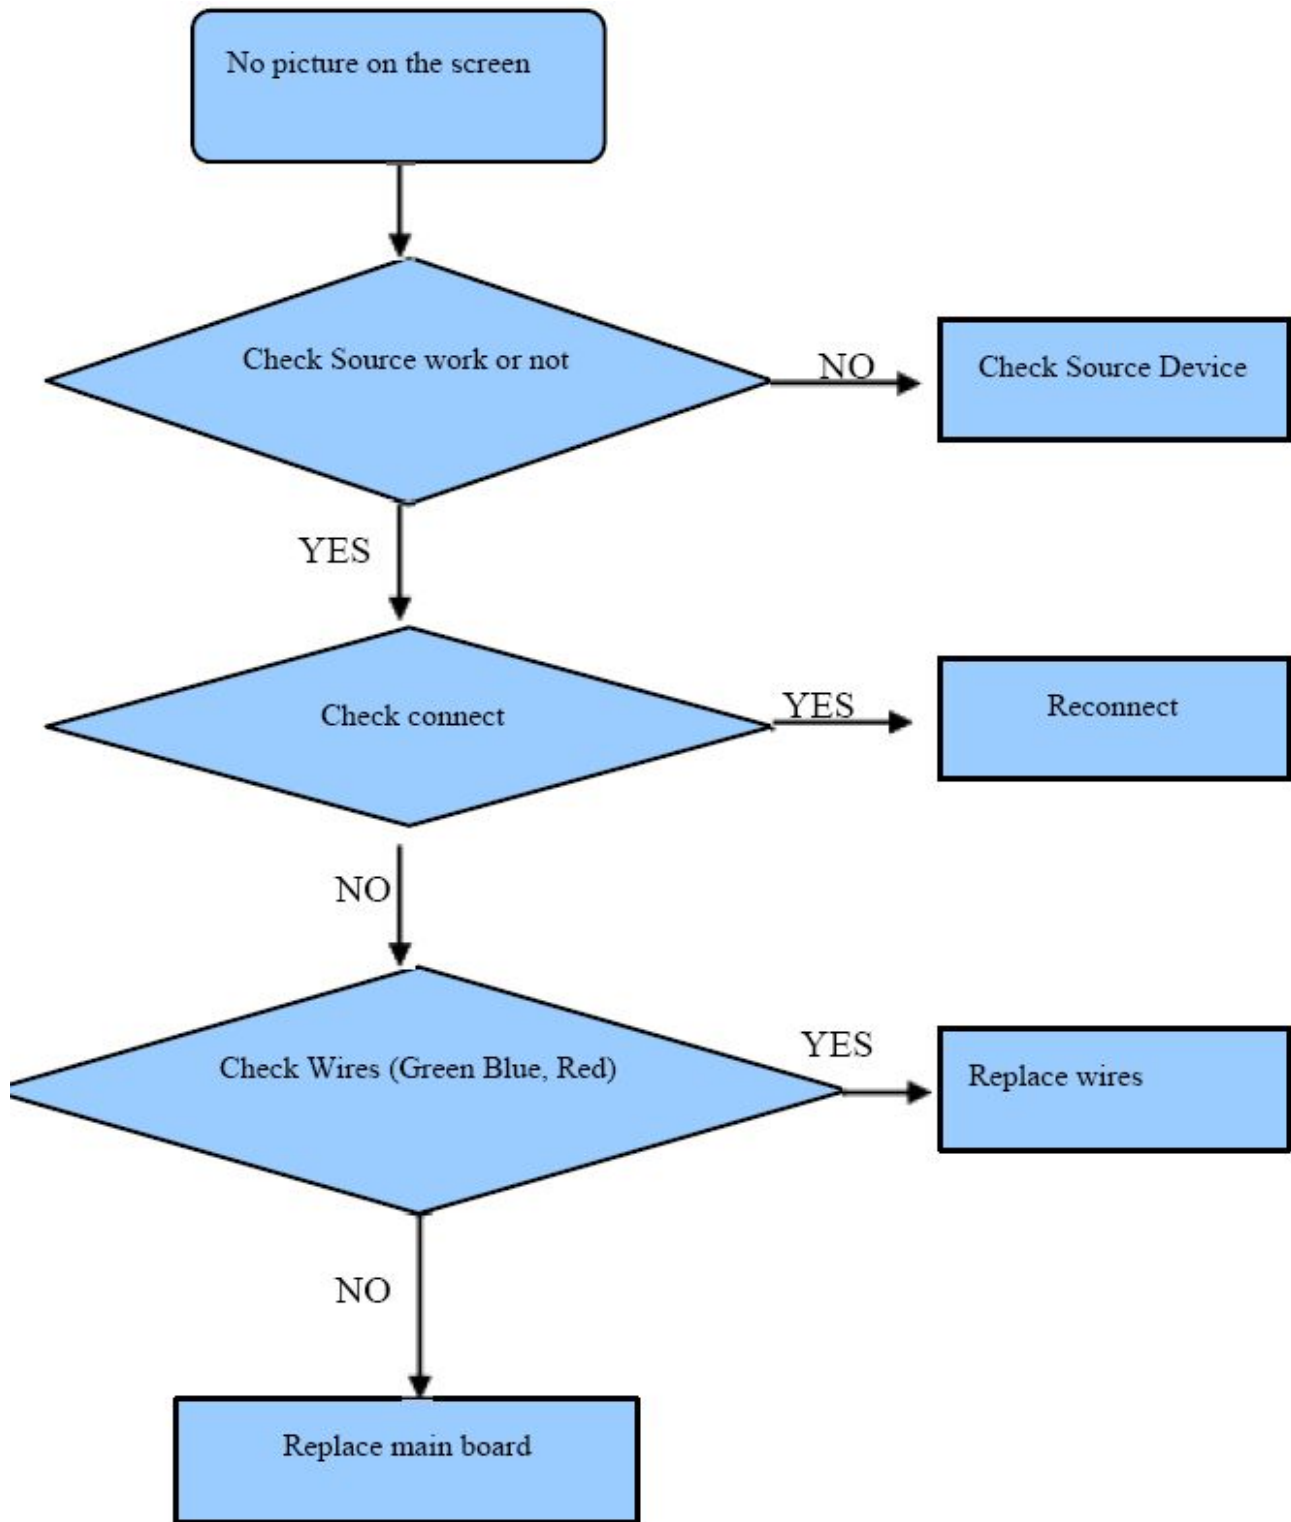 No picture on the screen
Check Source work or not
NO
Check Source Device
YES
Check connect
YES
Reconnect
NO
Check Wires (Green Blue, Red)
YES
Replace wires
NO
Replace main board